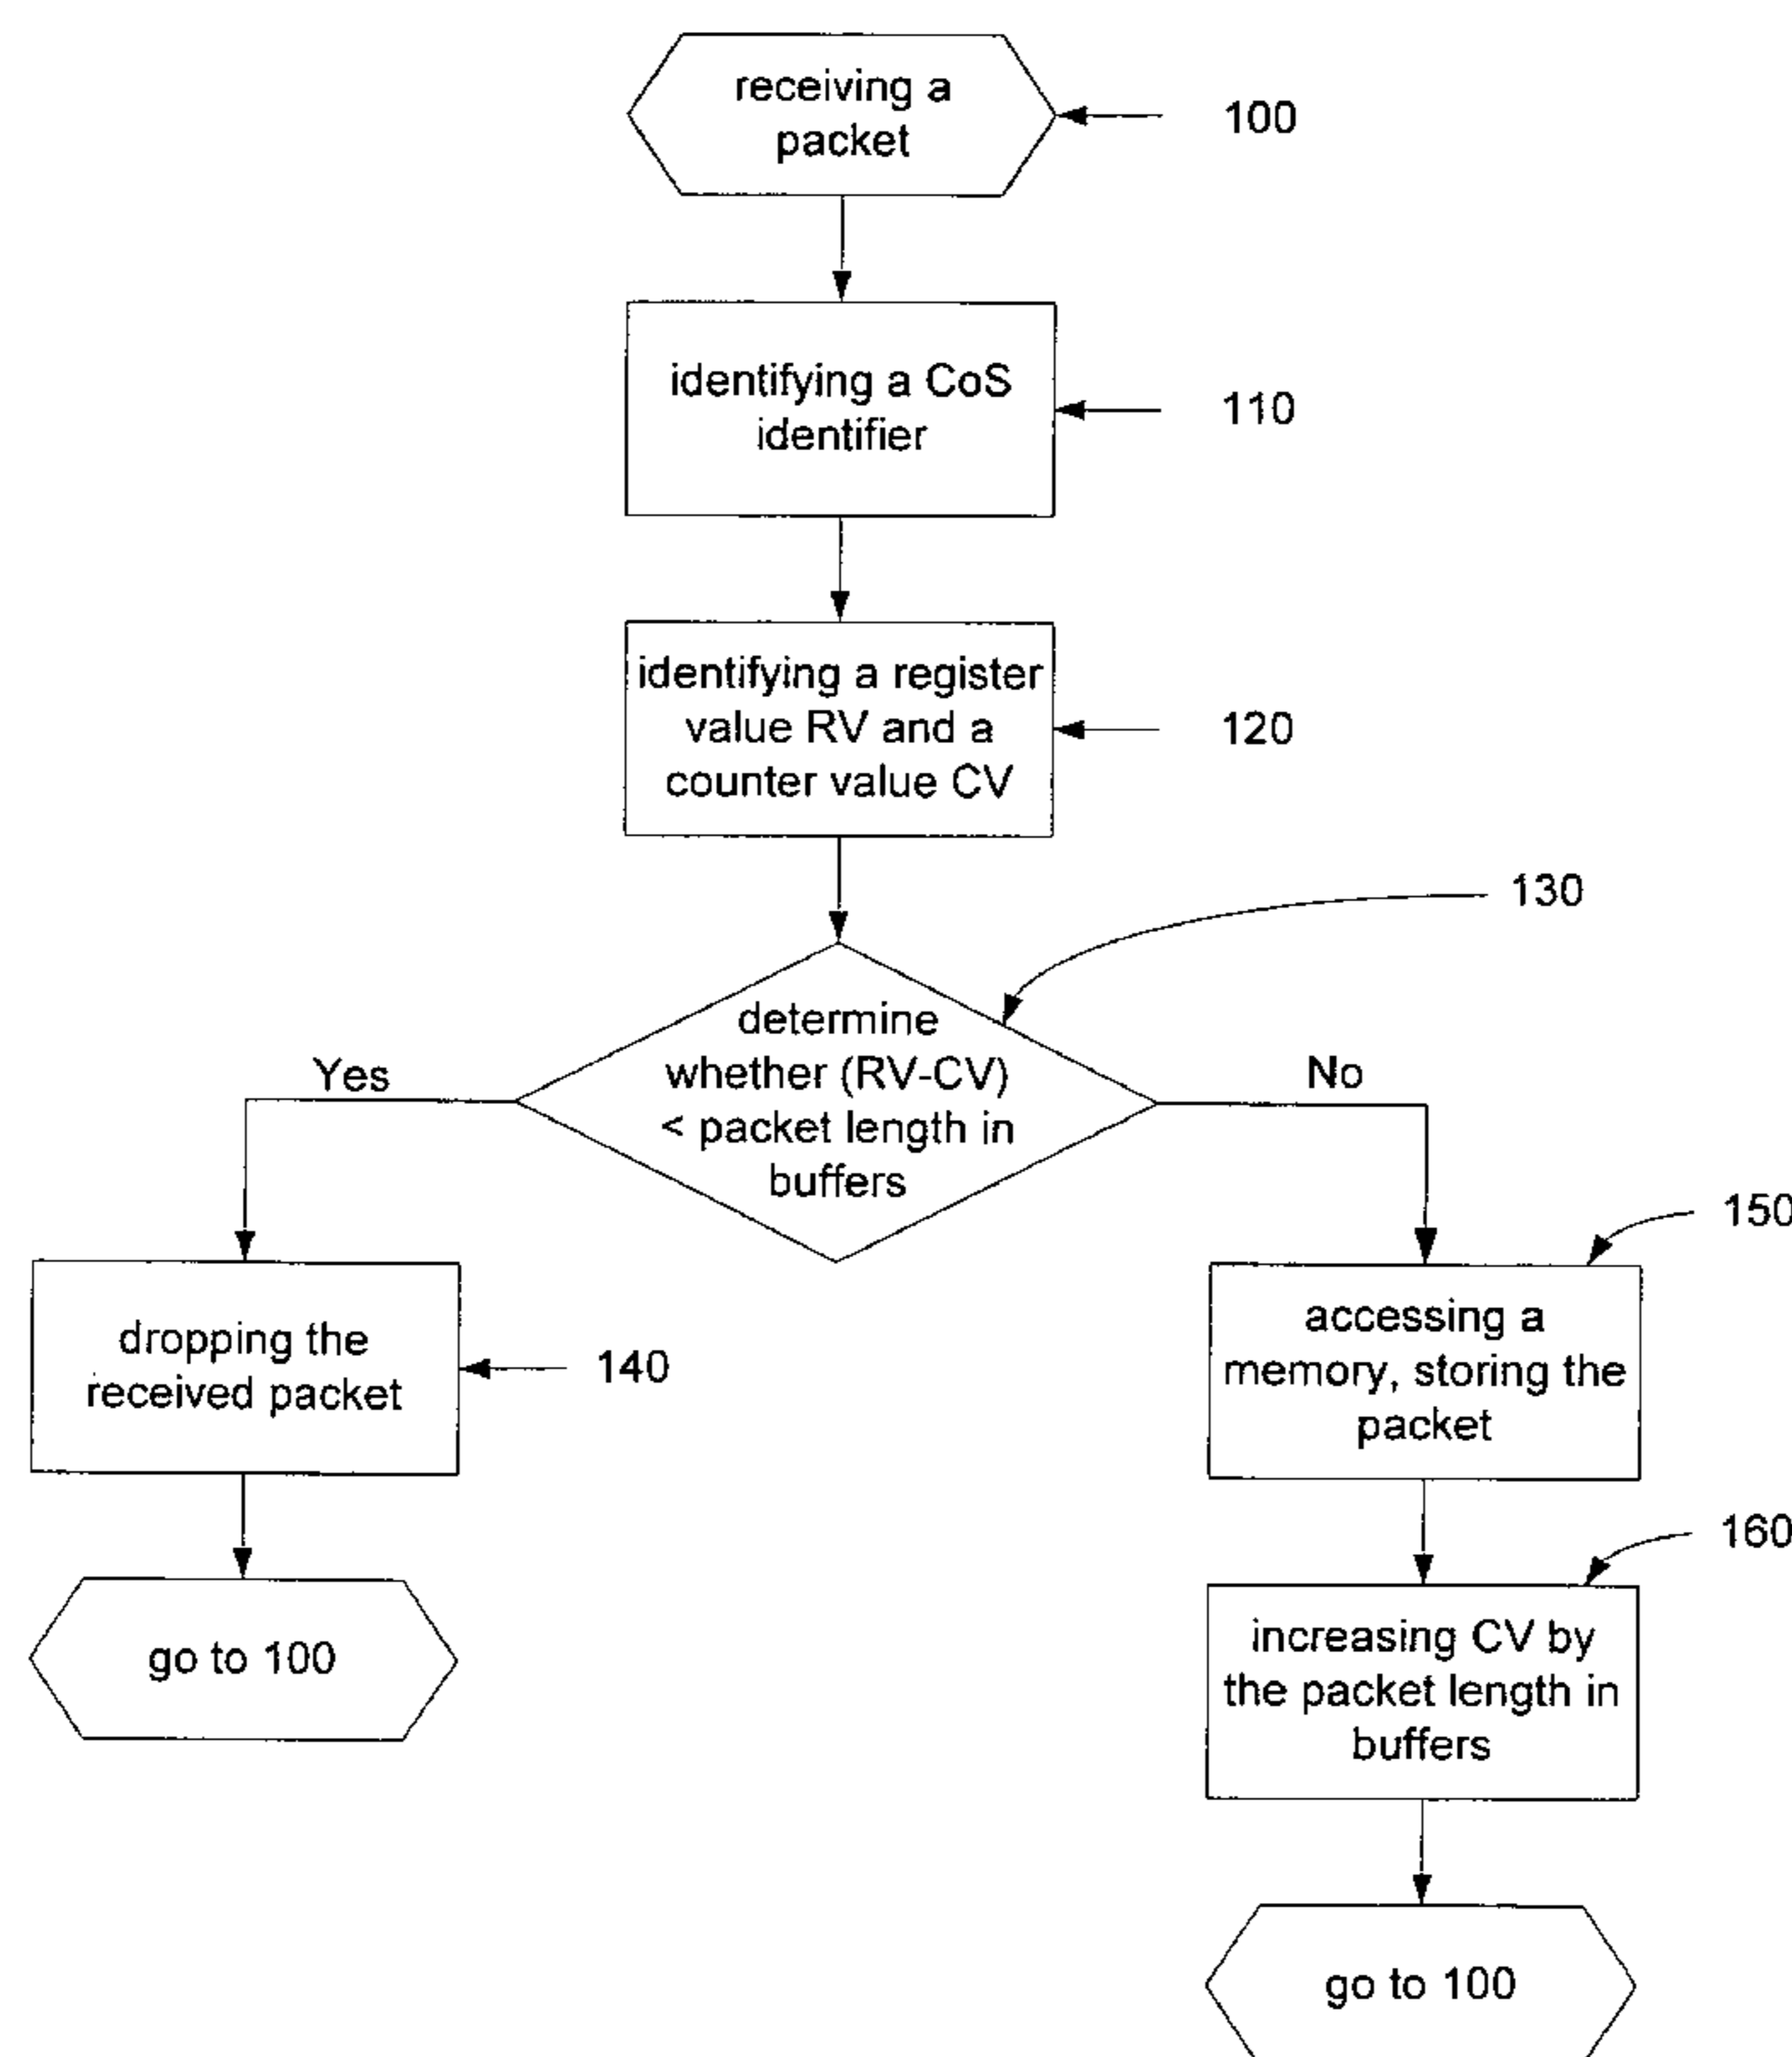 receiving a
packet
100
identifying a CoS
identifier
110
identifying a register
value RV and a
counter value CV
120
130
determine
whether (RV-CV)
< packet length in
buffers
Yes
No
150
dropping the
received packet
140
accessing a
memory, storing the
packet
160
go to 100
increasing CV by
the packet length in
buffers
go to 100